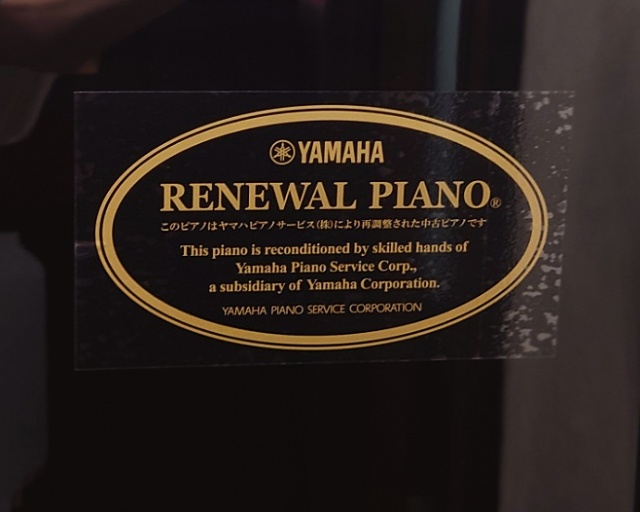 YAMAHA
RENEWAL PIANO®
このピアノはヤマハピアノサービス(株)により再調整された中古ピアノです
This piano is reconditioned by skilled hands of
Yamaha Piano Service Corp.,
a subsidiary of Yamaha Corporation.
YAMAHA PIANO SERVICE CORPORATION